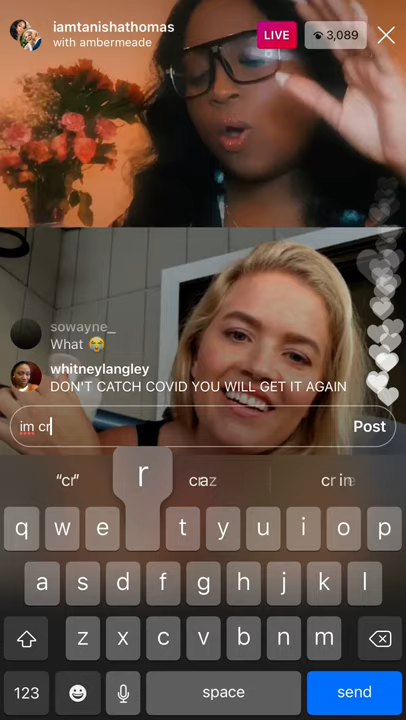 iamtanishathomas
with ambermeade
LIVE
3,089
sowayne_
What 😭
whitneylangley
DON'T CATCH COVID YOU WILL GET IT AGAIN
im cr
Post
"cr"
r
craz
crine
q w e t y u i o p
a s d f g h j k l
z x c v b n m
123
space
send